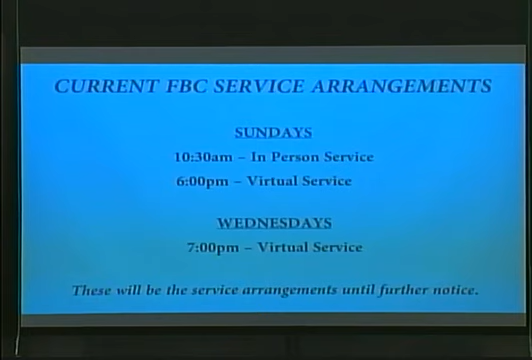 CURRENT FBC SERVICE ARRANGEMENTS
SUNDAYS
10:30am – In Person Service
6:00pm – Virtual Service
WEDNESDAYS
7:00pm – Virtual Service
These will be the service arrangements until further notice.